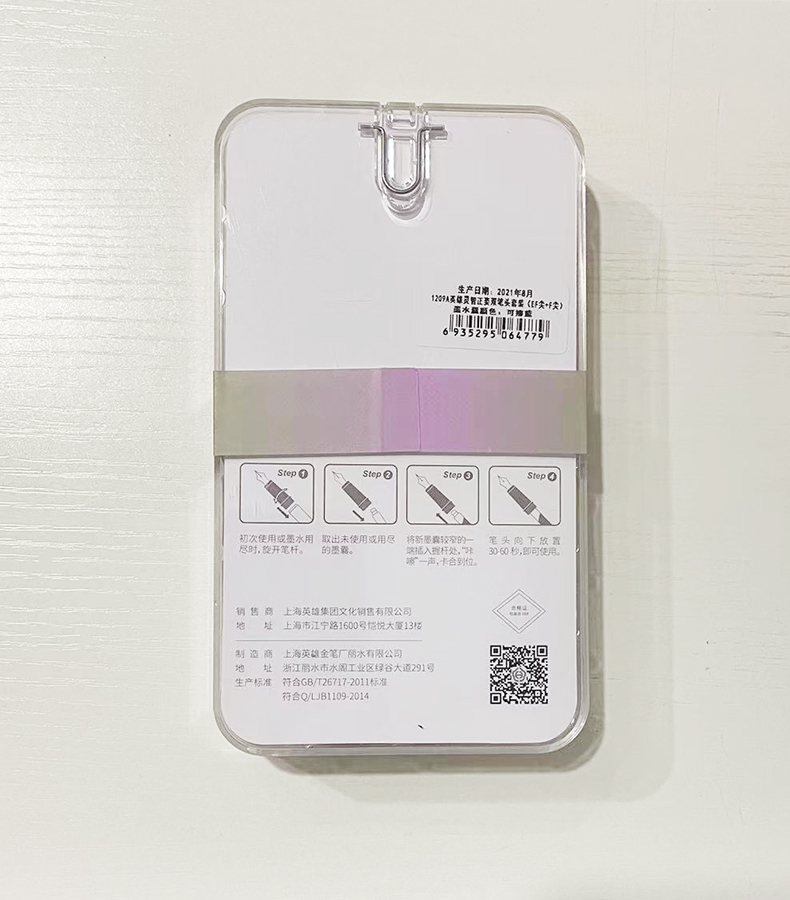 生产日期：2021年8月
1209A英雄灵智正姿双笔头套装（EF尖+F尖）
墨水囊颜色：可擦蓝
6 935295 064779
Step 1
Step 2
Step 3
Step 4
初次使用或墨水用
尽时，旋开笔杆。
取出未使用或用尽
的墨囊。
将新墨囊较窄的一
端插入握杆处，“咔
嚓”一声，卡合到位。
笔头向下放置
30-60秒，即可使用。
合格证
销售商 上海英雄集团文化销售有限公司
地址 上海市江宁路1600号恺悦大厦13楼
制造商 上海英雄金笔厂丽水有限公司
地址 浙江丽水市水阁工业区绿谷大道291号
生产标准 符合GB/T26717-2011标准
符合Q/LJB1109-2014